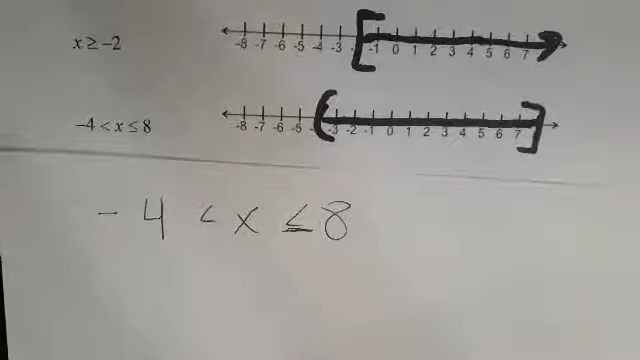 x ≥ −2
-8 -7 -6 -5 -4 -3 -1 0 1 2 3 4 5 6 7
−4 < x ≤ 8
-8 -7 -6 -5 -3 -2 -1 0 1 2 3 4 5 6 7
- 4 < x ≤ 8